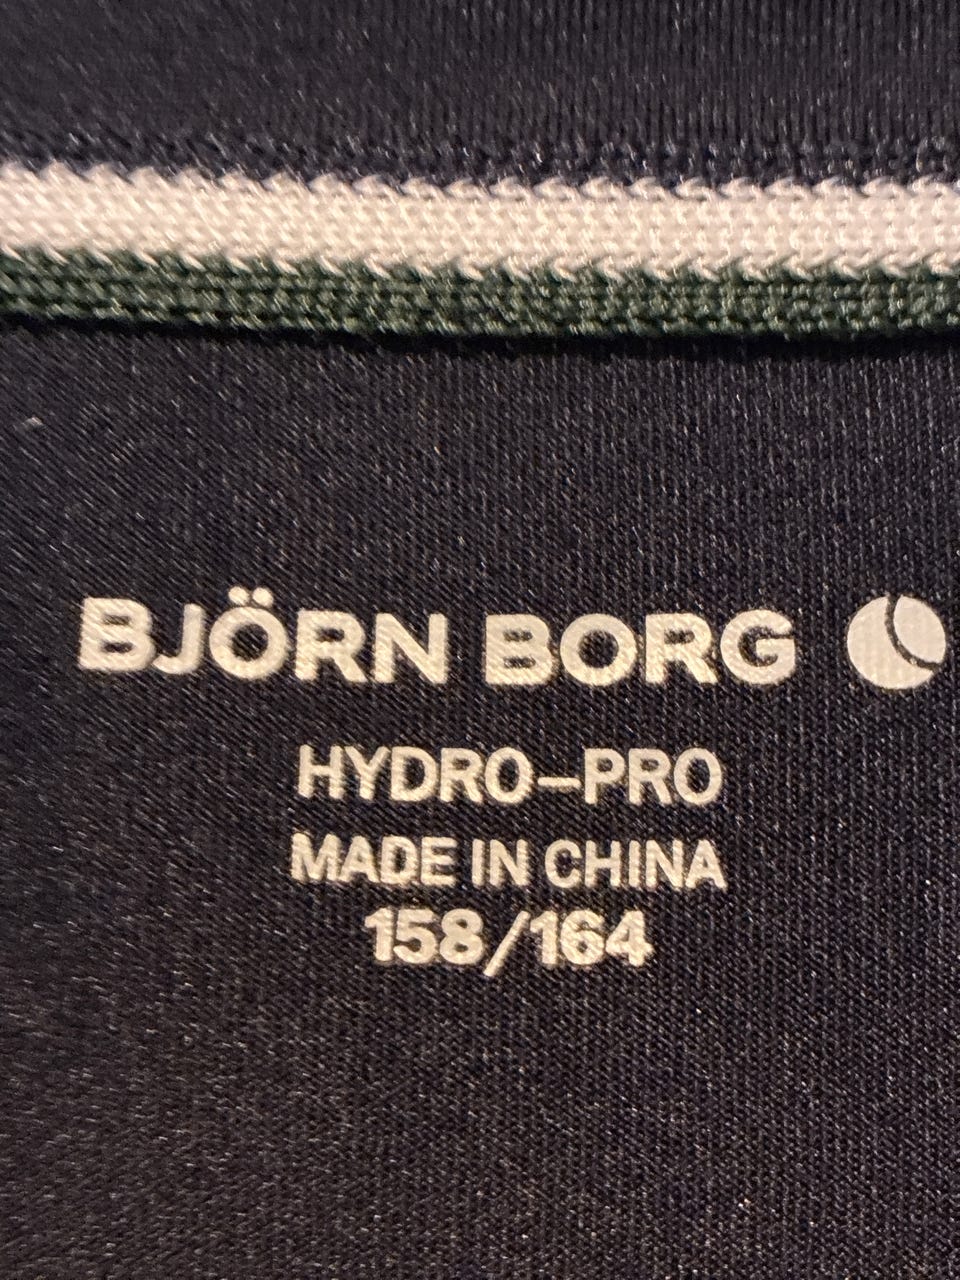 BJÖRN BORG
HYDRO-PRO
MADE IN CHINA
158/164